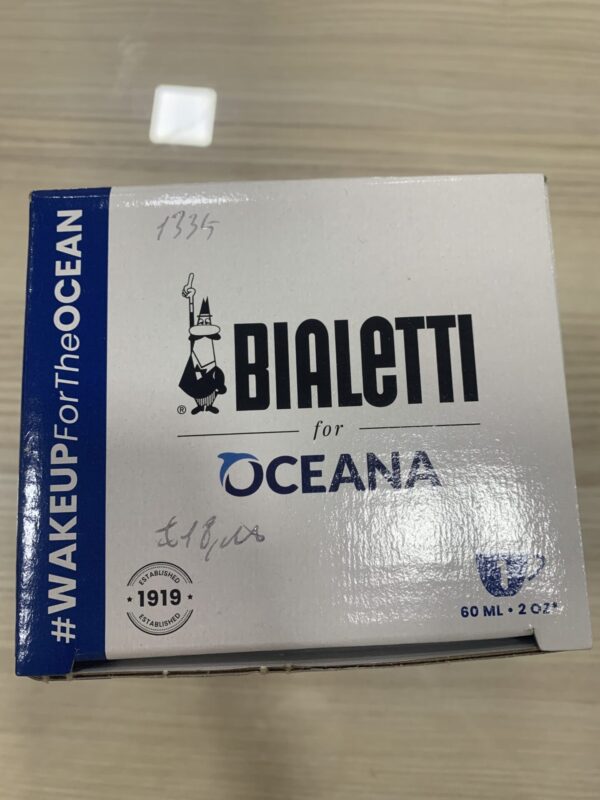 #WAKEUPForTheOCEAN
1335
BIALETTI
®
for
OCEANA
ESTABLISHED
1919
ESTABLISHED
60 ML • 2 OZ*